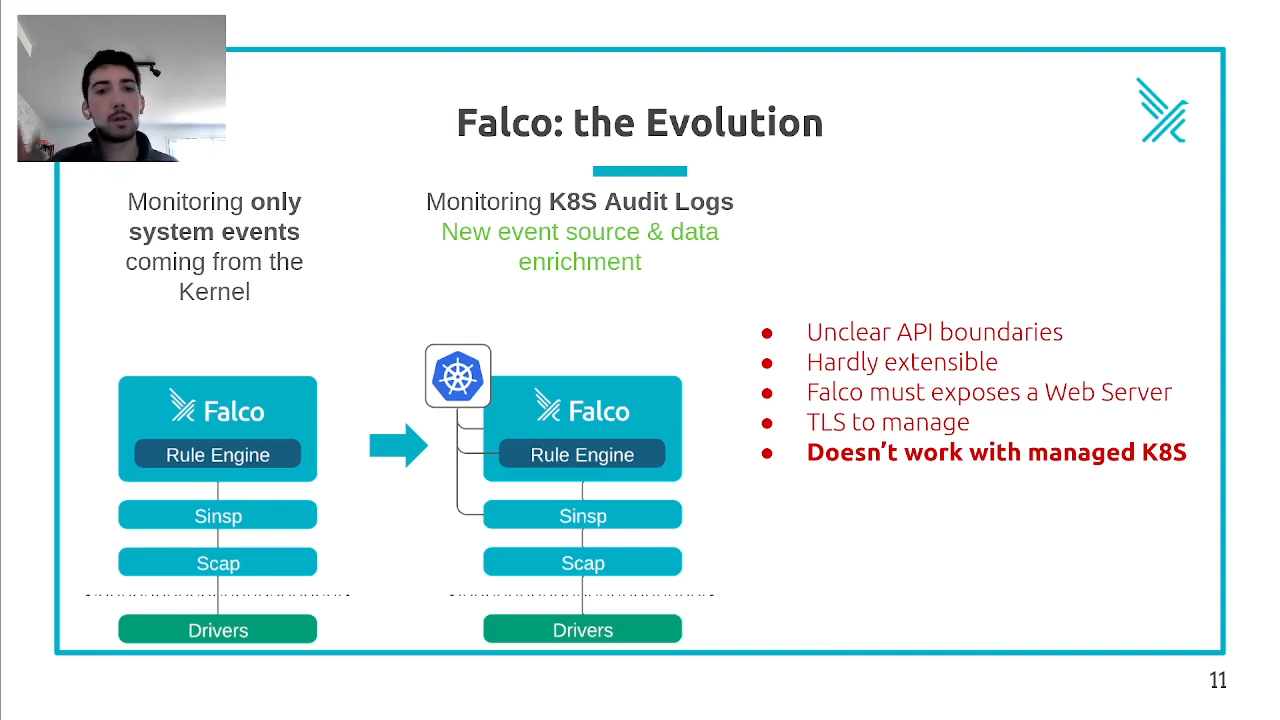 Falco: the Evolution
Monitoring only
system events
coming from the
Kernel
Monitoring K8S Audit Logs
New event source & data
enrichment
Falco
Rule Engine
Sinsp
Scap
Drivers
Falco
Rule Engine
Sinsp
Scap
Drivers
● Unclear API boundaries
● Hardly extensible
● Falco must exposes a Web Server
● TLS to manage
● Doesn't work with managed K8S
11